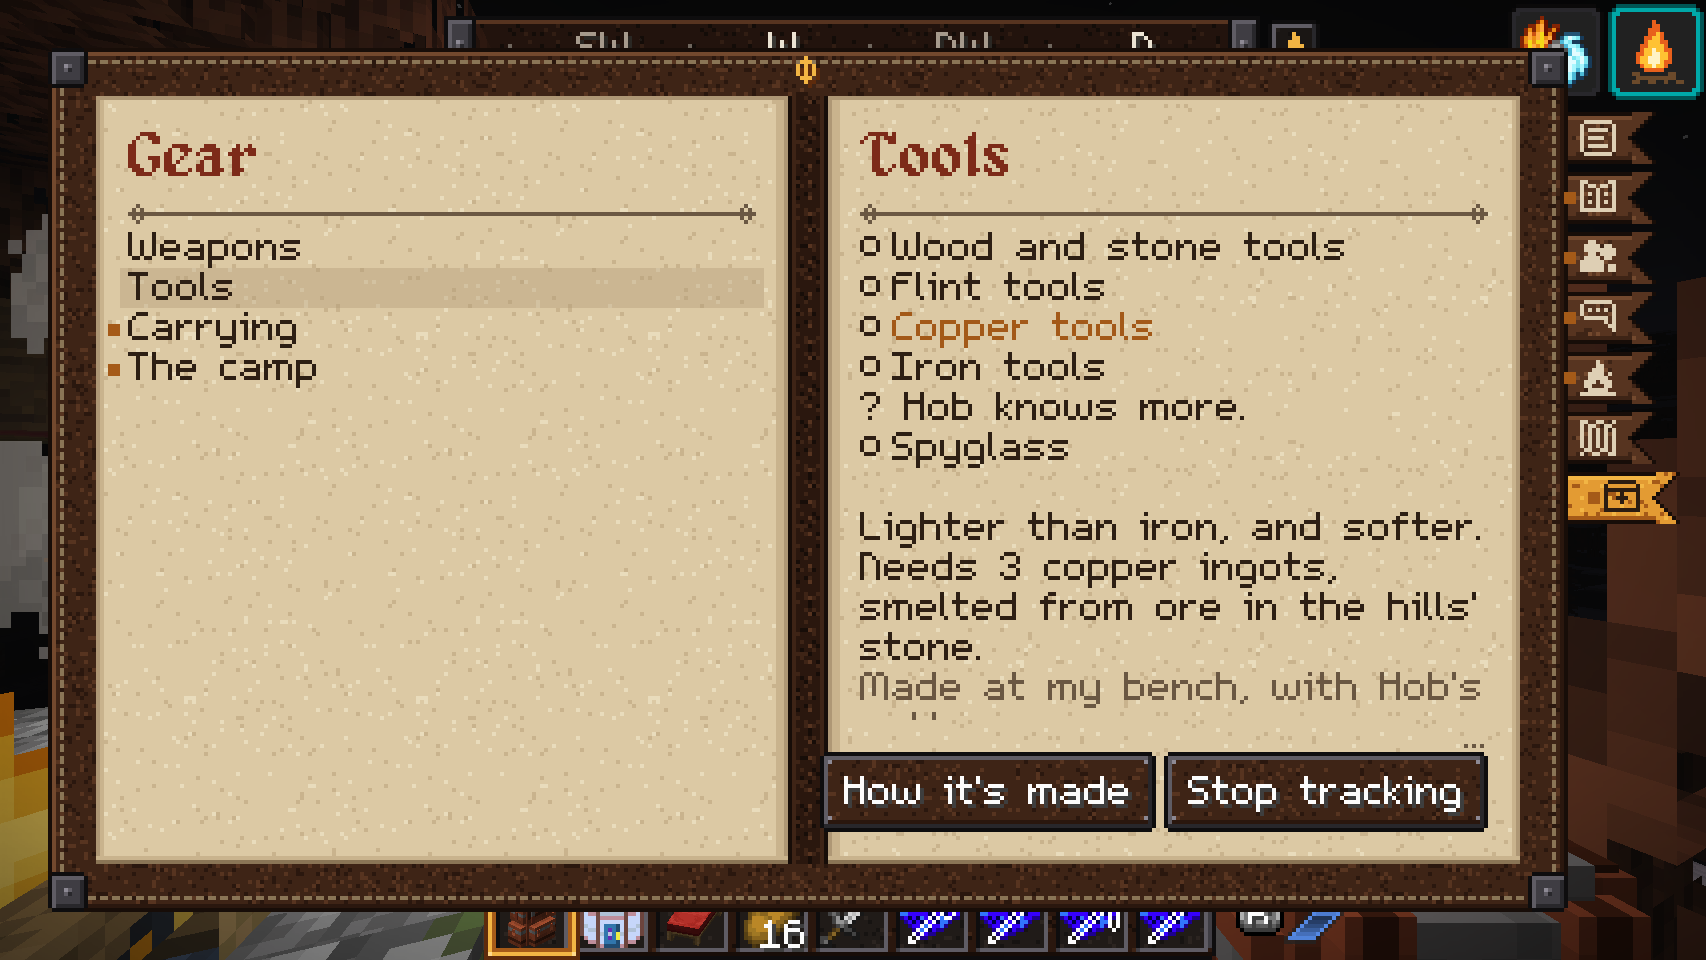 Gear
Weapons
Tools
Carrying
The camp
Tools
Wood and stone tools
Flint tools
Copper tools
Iron tools
? Hob knows more.
Spyglass
Lighter than iron, and softer.
Needs 3 copper ingots,
smelted from ore in the hills'
stone.
Made at my bench, with Hob's
...
How it's made
Stop tracking
16